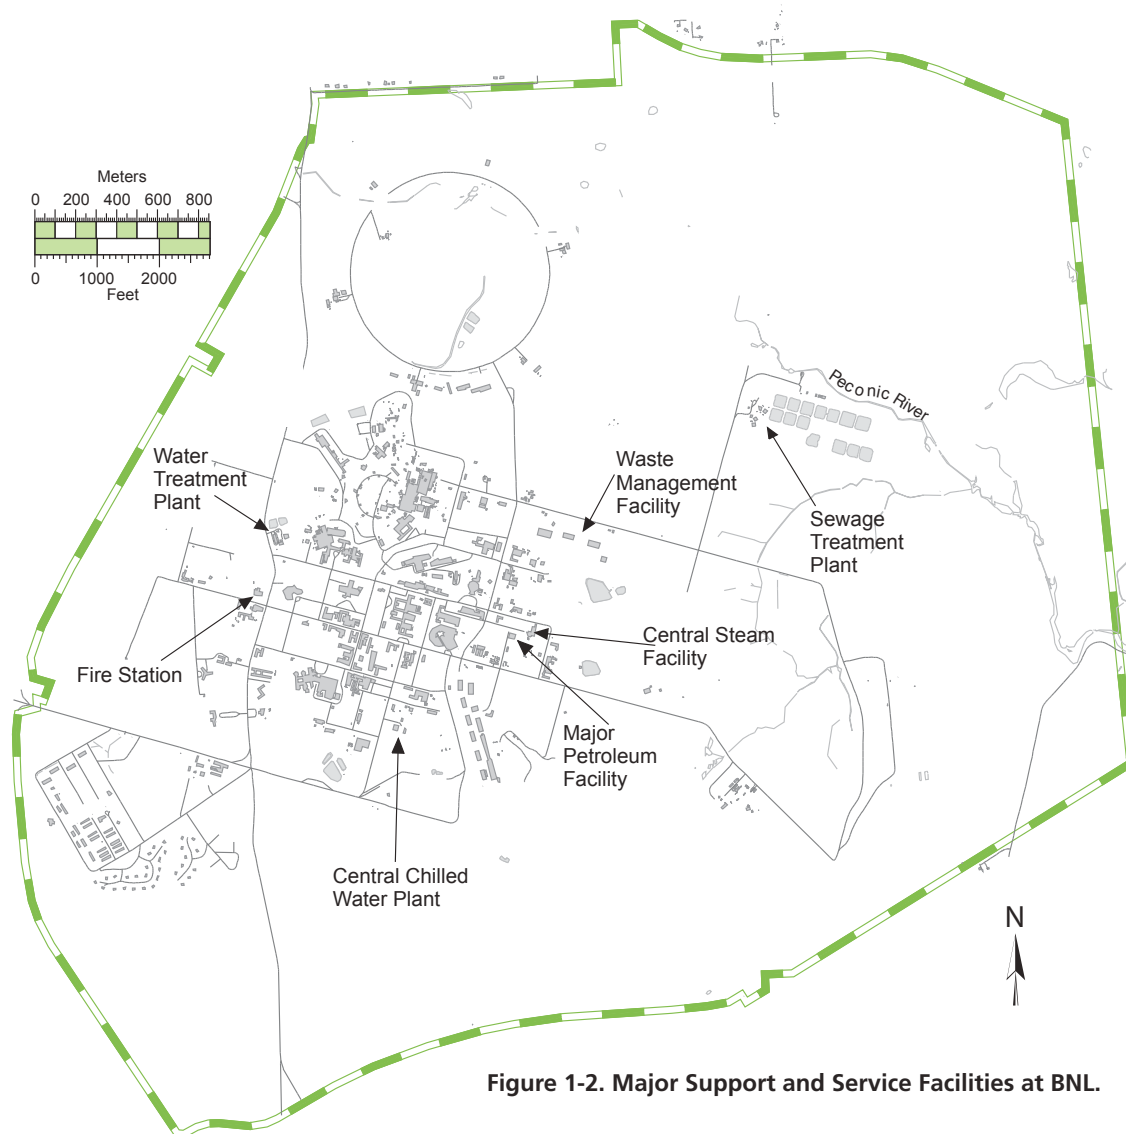 Meters
0 200 400 600 800
0 1000 2000
Feet
Peconic River
Water
Treatment
Plant
Waste
Management
Facility
Sewage
Treatment
Plant
Fire Station
Central Steam
Facility
Major
Petroleum
Facility
Central Chilled
Water Plant
N
Figure 1-2. Major Support and Service Facilities at BNL.